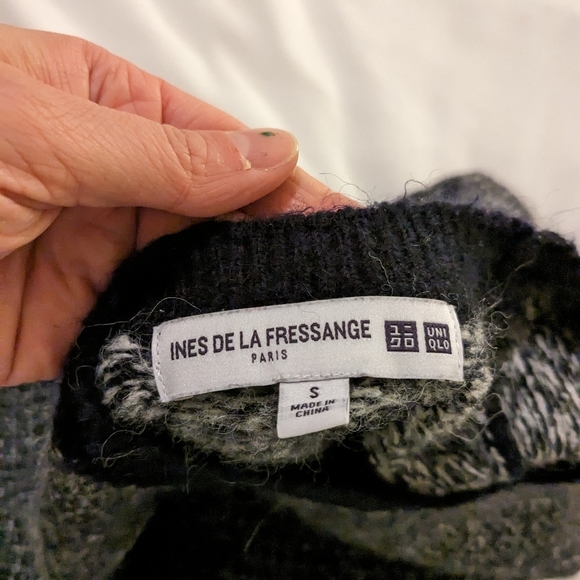 INES DE LA FRESSANGE
PARIS
ユニ
クロ
UNI
QLO
S
MADE IN
CHINA